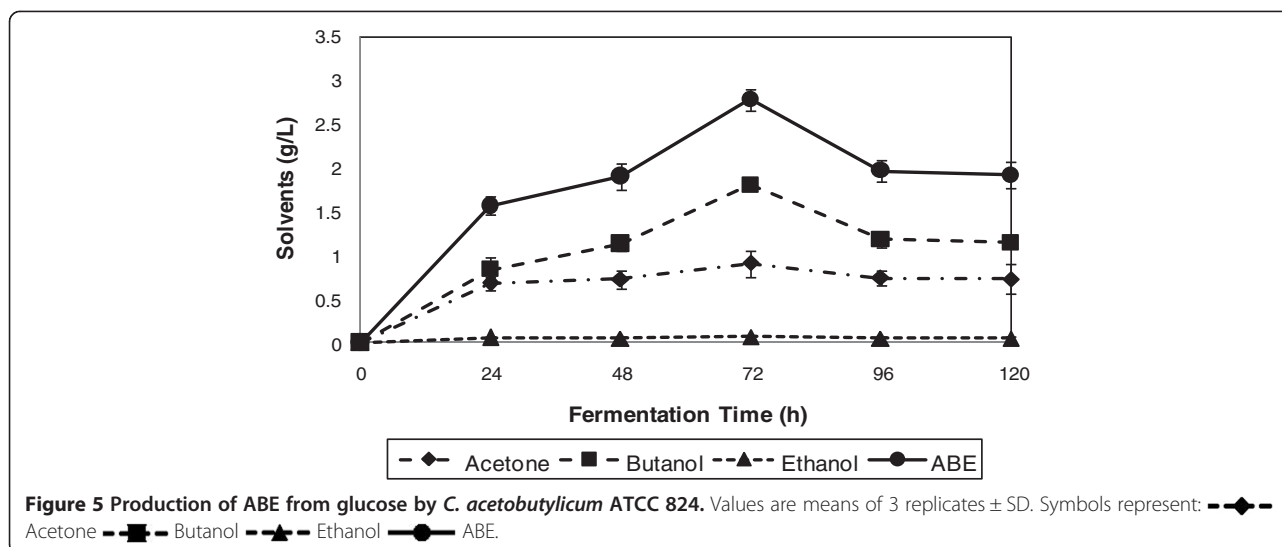 3.5
3
2.5
2
1.5
1
0.5
0
Solvents (g/L)
0 24 48 72 96 120
Fermentation Time (h)
Acetone Butanol Ethanol ABE
Figure 5 Production of ABE from glucose by C. acetobutylicum ATCC 824. Values are means of 3 replicates ± SD. Symbols represent:
Acetone Butanol Ethanol ABE.